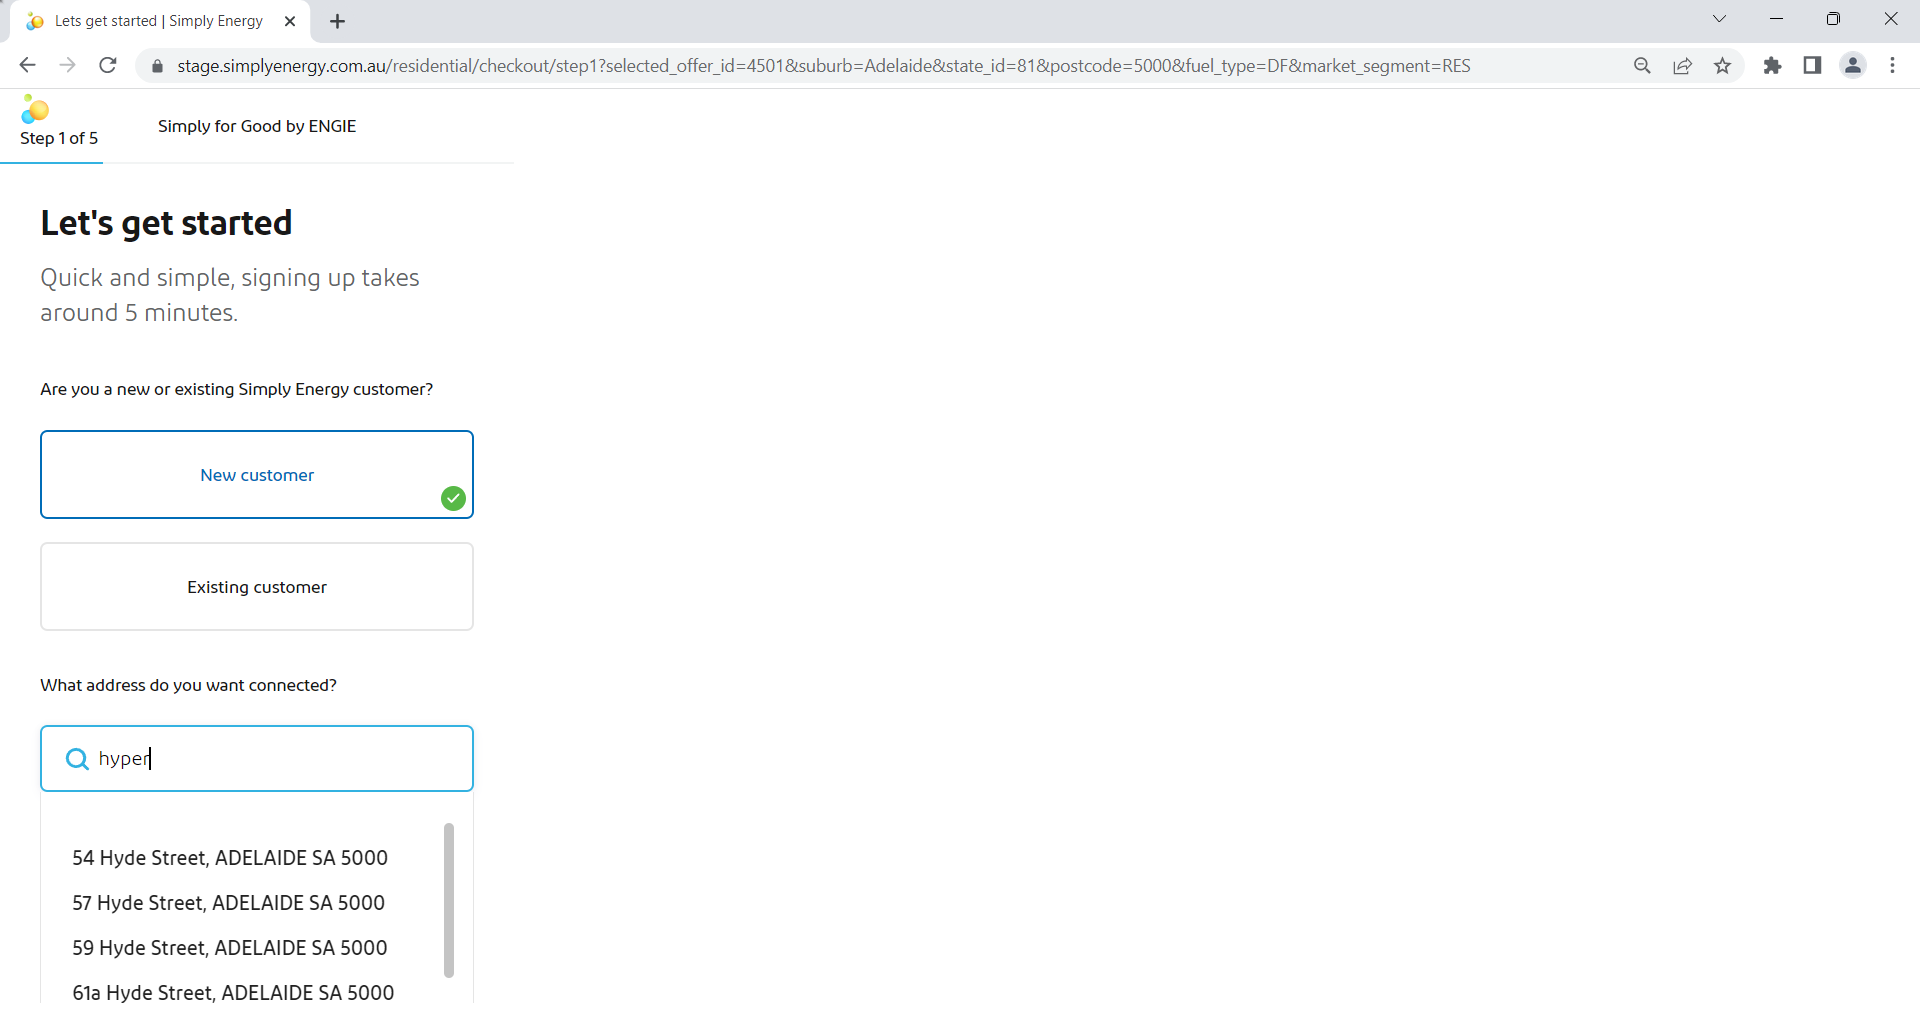 Lets get started | Simply Energy
stage.simplyenergy.com.au/residential/checkout/step1?selected_offer_id=4501&suburb=Adelaide&state_id=81&postcode=5000&fuel_type=DF&market_segment=RES
Step 1 of 5
Simply for Good by ENGIE
Let's get started
Quick and simple, signing up takes
around 5 minutes.
Are you a new or existing Simply Energy customer?
New customer
Existing customer
What address do you want connected?
hyper
54 Hyde Street, ADELAIDE SA 5000
57 Hyde Street, ADELAIDE SA 5000
59 Hyde Street, ADELAIDE SA 5000
61a Hyde Street, ADELAIDE SA 5000